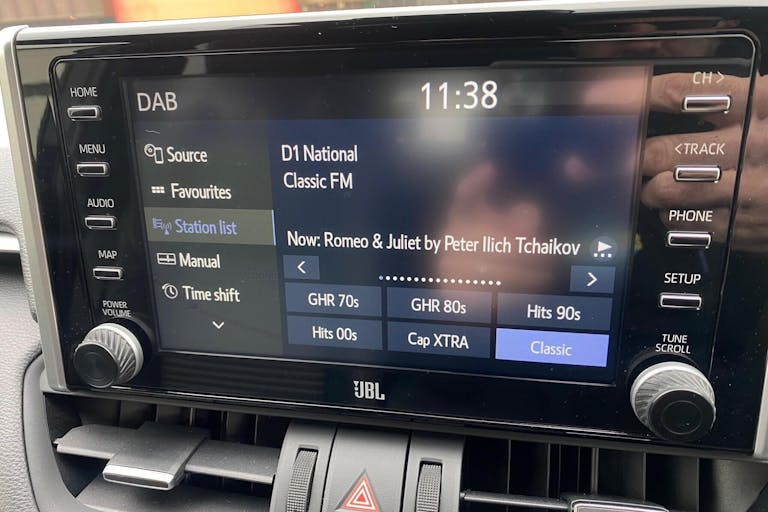 HOME
MENU
AUDIO
MAP
POWER
VOLUME
DAB
11:38
Source
Favourites
Station list
Manual
Time shift
D1 National
Classic FM
Now: Romeo & Juliet by Peter Ilich Tchaikov
<
>
GHR 70s
GHR 80s
Hits 90s
Hits 00s
Cap XTRA
Classic
CH >
<TRACK
PHONE
SETUP
TUNE
SCROLL
JBL